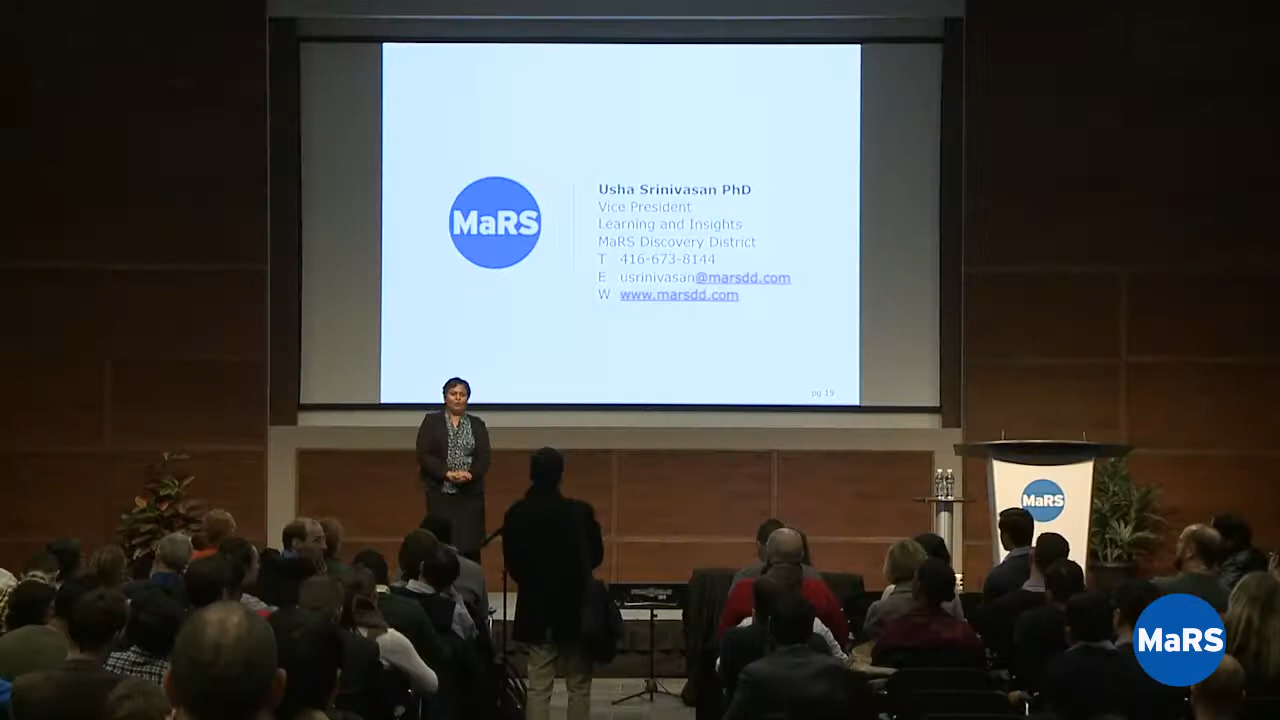 MaRS
Usha Srinivasan PhD
Vice President
Learning and Insights
MaRS Discovery District
T 416-673-8144
E usrinivasan@marsdd.com
W www.marsdd.com
pg 19
MaRS
MaRS